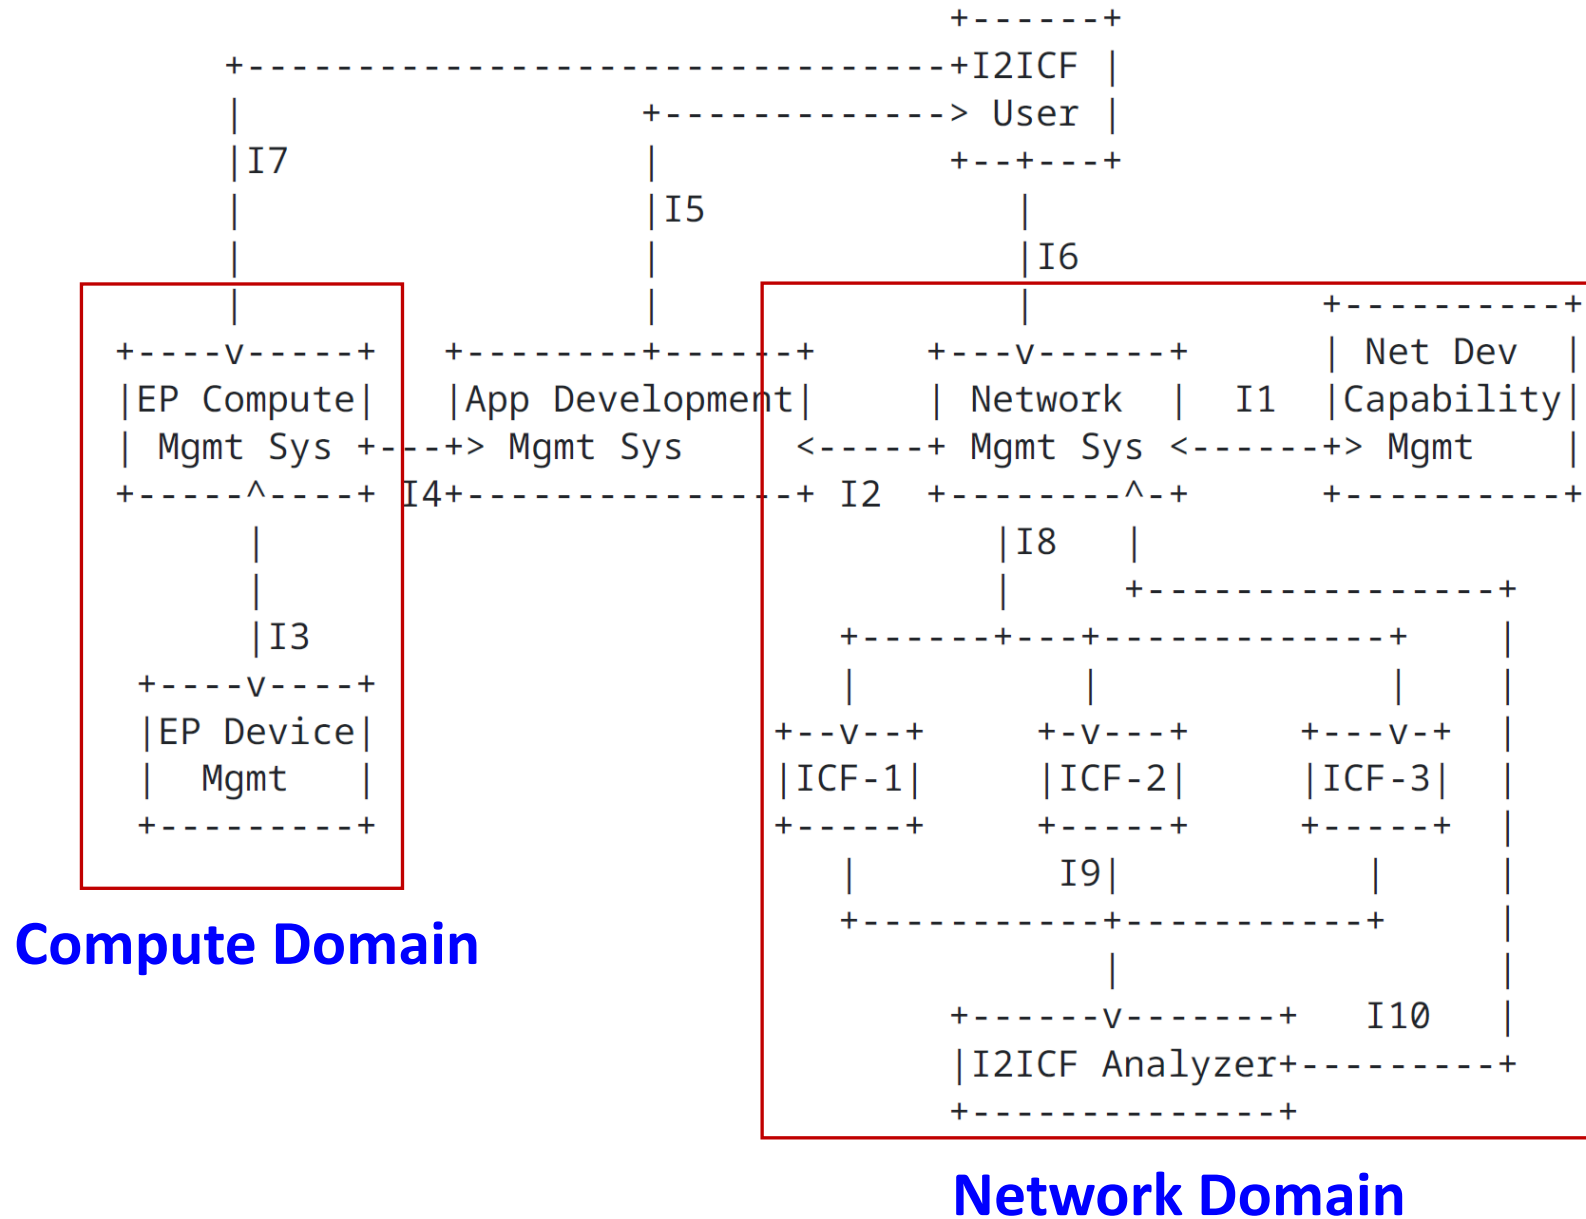 +------+
     +---------------------------------+I2ICF |
     |                  +-------------> User |
     |I7                |             +--+---+
     |                  |I5              |
     |                  |                |I6
     |                  |                |             +----------+
+----v-----+   +--------+------+     +---v------+      | Net Dev  |
|EP Compute|   |App Development|     | Network  |  I1  |Capability|
| Mgmt Sys +---+> Mgmt Sys     <-----+ Mgmt Sys <------+> Mgmt    |
+-----^----+ I4+---------------+ I2  +--------^-+      +----------+
      |                                 |I8   |
      |                                 |     +----------------+
      |I3                        +------+---+-------------+    |
 +----v----+                     |          |             |    |
 |EP Device|                  +--v--+     +-v---+     +---v-+  |
 |  Mgmt   |                  |ICF-1|     |ICF-2|     |ICF-3|  |
 +---------+                  +-----+     +-----+     +-----+  |
                                 |         I9|           |     |
                                 +-----------+-----------+     |
                                             |                 |
                                      +------v-------+   I10   |
                                      |I2ICF Analyzer+---------+
                                      +--------------+
Compute Domain
Network Domain